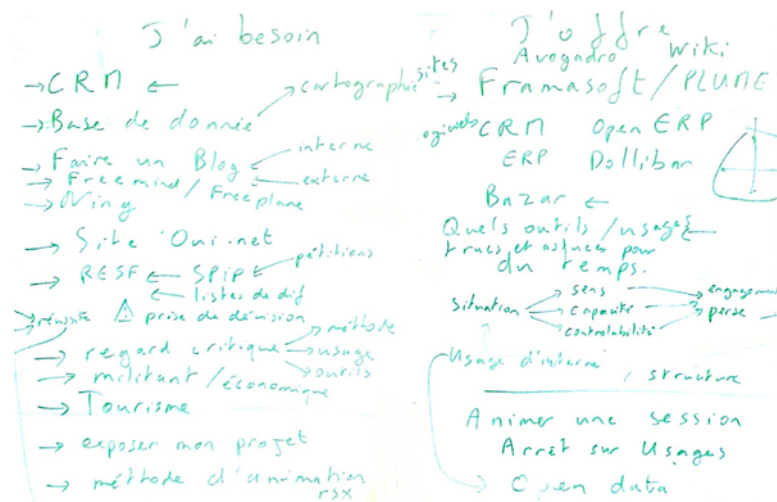 J'ai besoin
→ CRM ←
→ Base de donnée → cartographie
→ Faire un Blog ← interne
← externe
→ Freemind / Freeplane
→ Ning
→ Site Oui.net
→ RESF ← SPIP ← pétitions
← listes de dif
→ réussite ⚠ prise de décision
→ regard critique → méthode
→ usage
→ outils
→ militant / économique
→ Tourisme
→ exposer mon projet
→ méthode d'animation
rsx
J'offre
sites Avogadro Wiki
→ Framasoft / PLUME
ogiciels CRM Open ERP
ERP Dollibar
Bazar ←
Quels outils / usages ←
trucs et astuces pour
du temps.
Situation → sens → engagement
→ capacité → perse
→ controlabilité
Usage d'interne
/ structure
Animer une session
Arrêt sur Usages
→ Open data